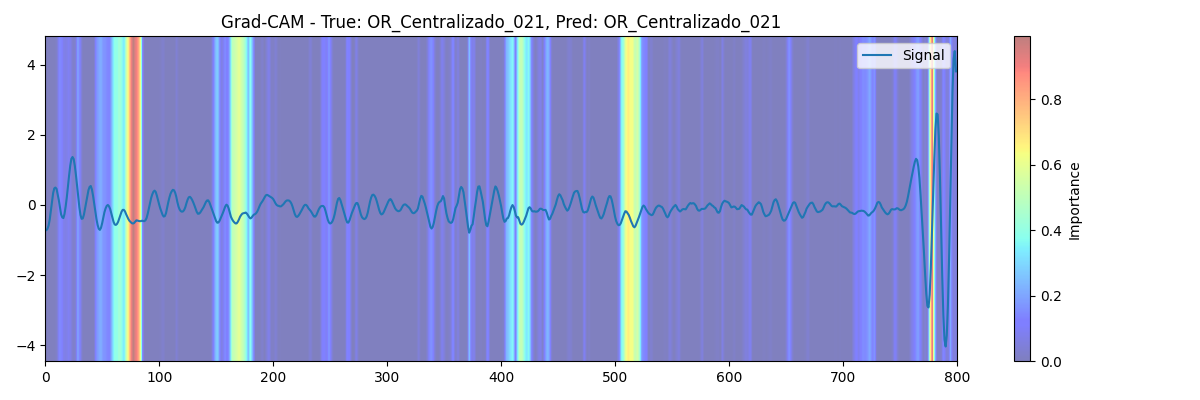 Grad-CAM - True: OR_Centralizado_021, Pred: OR_Centralizado_021
Signal
4
2
0
−2
−4
0 100 200 300 400 500 600 700 800
0.8
0.6
0.4
0.2
0.0
Importance